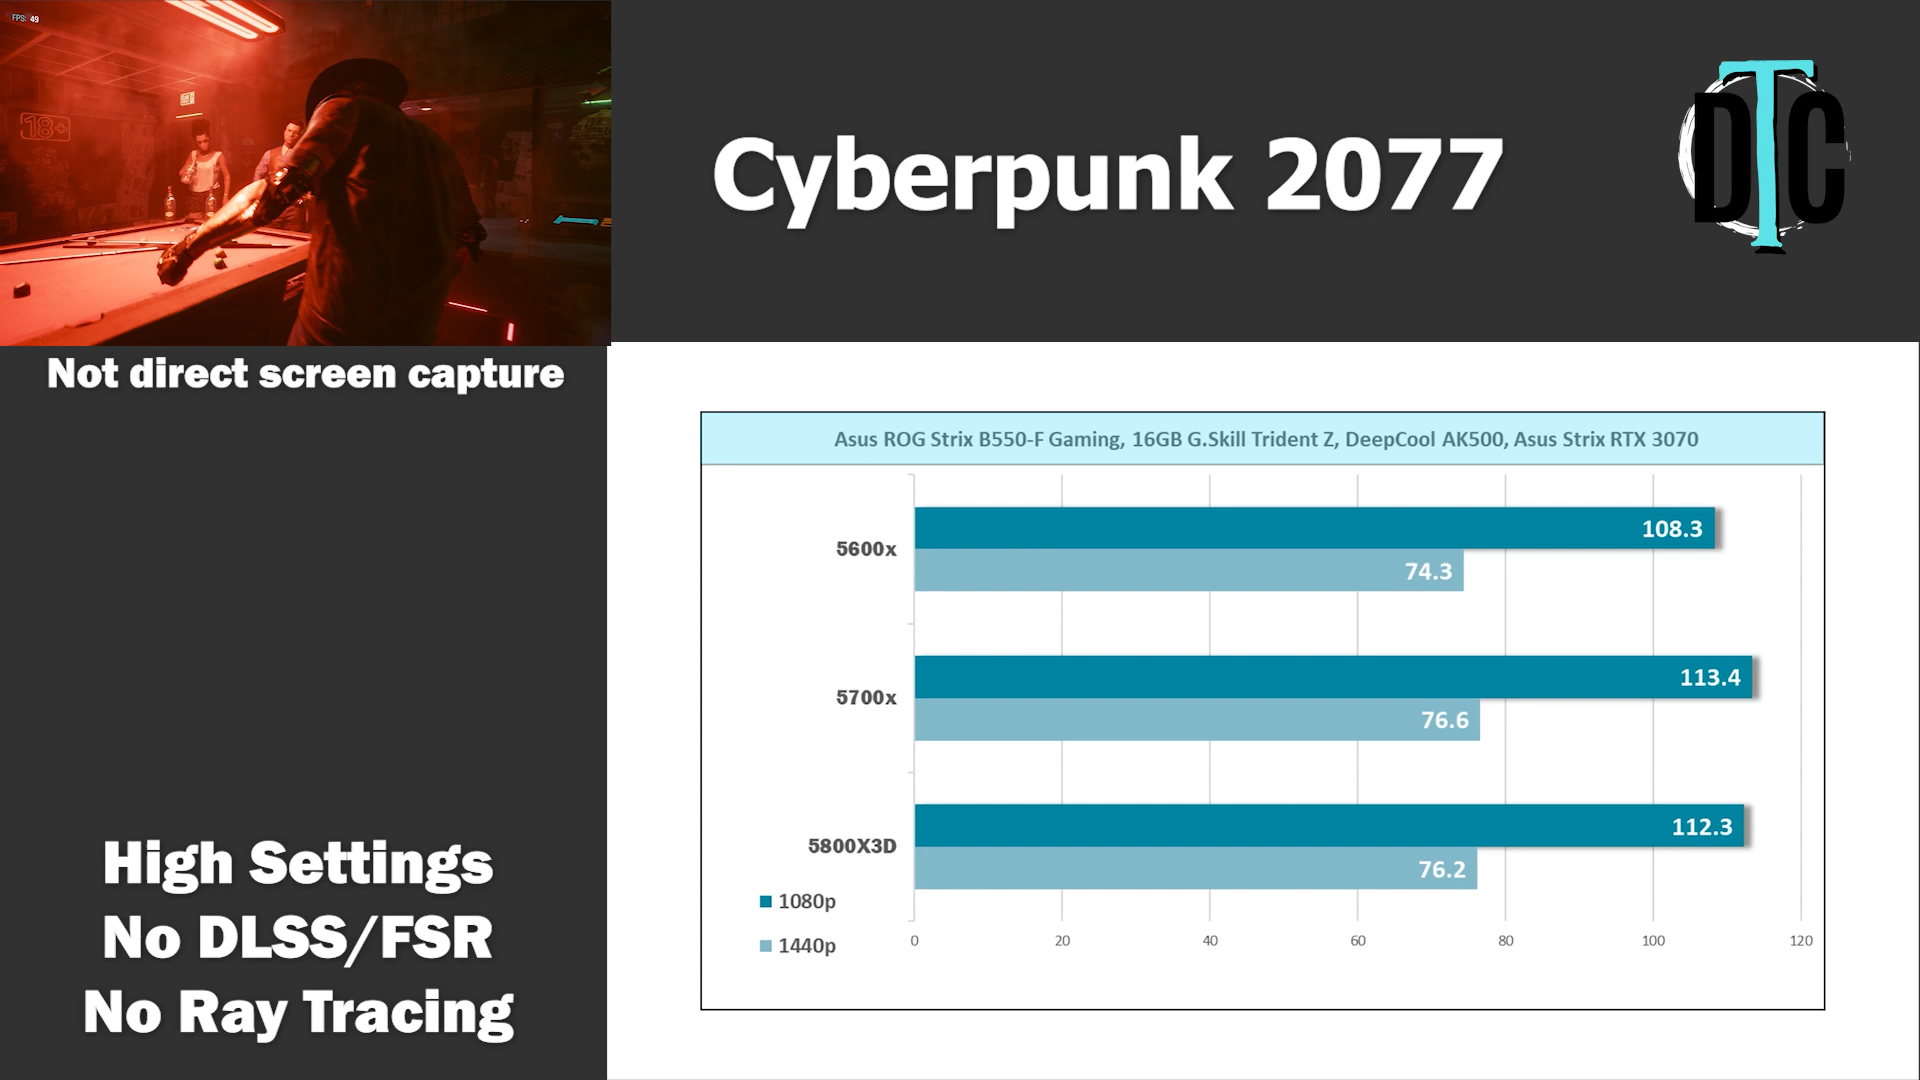 FPS: 49
18+
Cyberpunk 2077
DTC
Not direct screen capture
High Settings
No DLSS/FSR
No Ray Tracing
Asus ROG Strix B550-F Gaming, 16GB G.Skill Trident Z, DeepCool AK500, Asus Strix RTX 3070
5600x
108.3
74.3
5700x
113.4
76.6
5800X3D
112.3
76.2
1080p
1440p
0 20 40 60 80 100 120